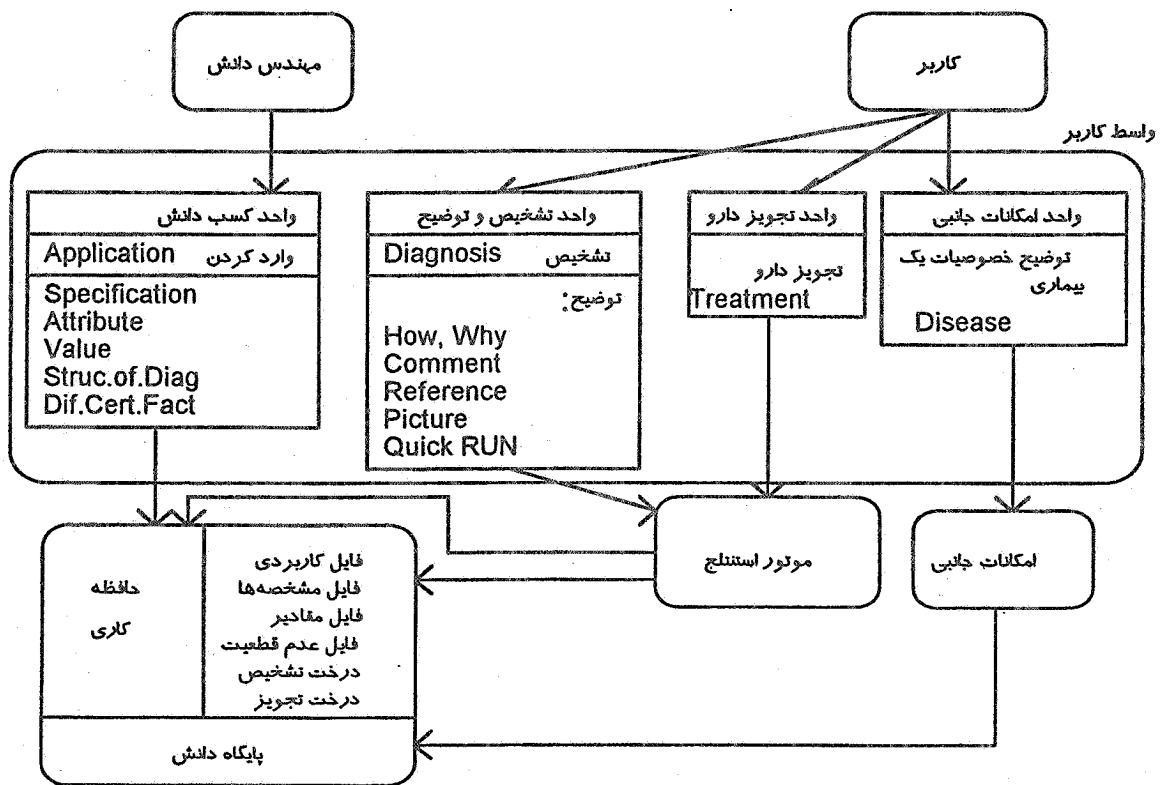 مهندس دانش
کاربر
واسط کاربر
واحد کسب دانش
Application وارد کردن
Specification
Attribute
Value
Struc.of.Diag
Dif.Cert.Fact
واحد تشخیص و توضیح
Diagnosis تشخیص
توضیح:
How, Why
Comment
Reference
Picture
Quick RUN
واحد تجویز دارو
تجویز دارو
Treatment
واحد امکانات جانبی
توضیح خصوصیات یک
بیماری
Disease
حافظه
کاری
فایل کاربردی
فایل مشخصه‌ها
فایل مقادیر
فایل عدم قطعیت
درخت تشخیص
درخت تجویز
پایگاه دانش
موتور استنتاج
امکانات جانبی